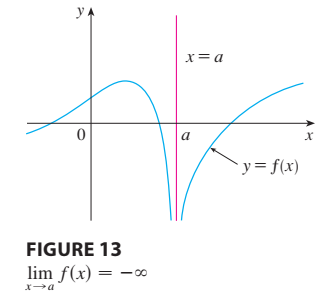 y
x = a
0
a
x
y = f(x)
FIGURE 13
lim f(x) = −∞
x→a